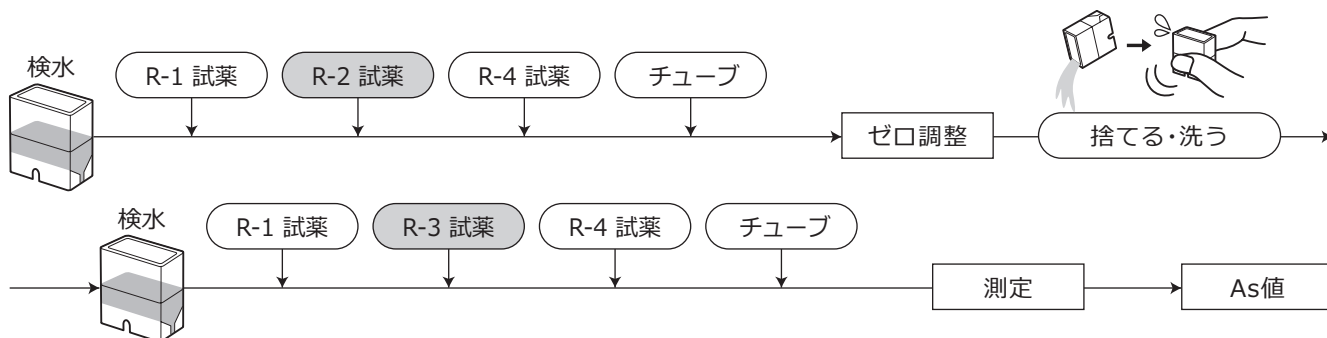 検水
R-1 試薬
R-2 試薬
R-4 試薬
チューブ
ゼロ調整
捨てる・洗う
検水
R-1 試薬
R-3 試薬
R-4 試薬
チューブ
測定
As値